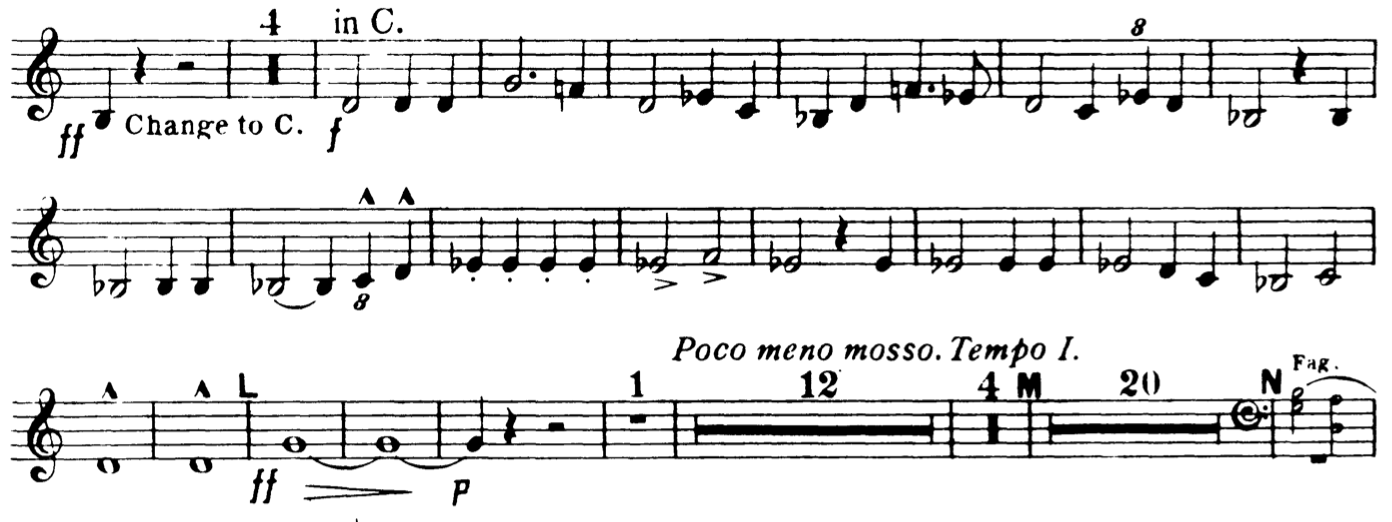 4 in C.
8
ff Change to C. f
8
Poco meno mosso. Tempo I.
L 1 12 4 M 20 N Fag.
ff p